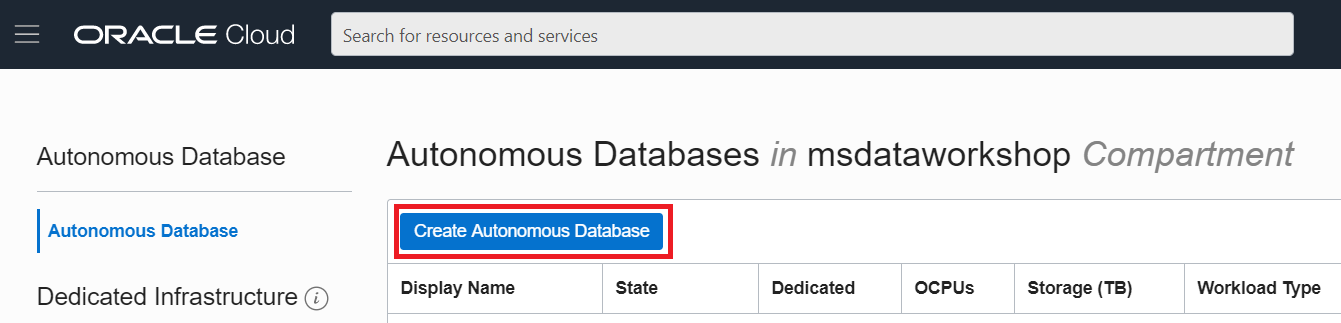 ORACLE Cloud
Search for resources and services
Autonomous Database
Autonomous Database
Dedicated Infrastructure i
Autonomous Databases in msdataworkshop Compartment
Create Autonomous Database
Display Name State Dedicated OCPUs Storage (TB) Workload Type